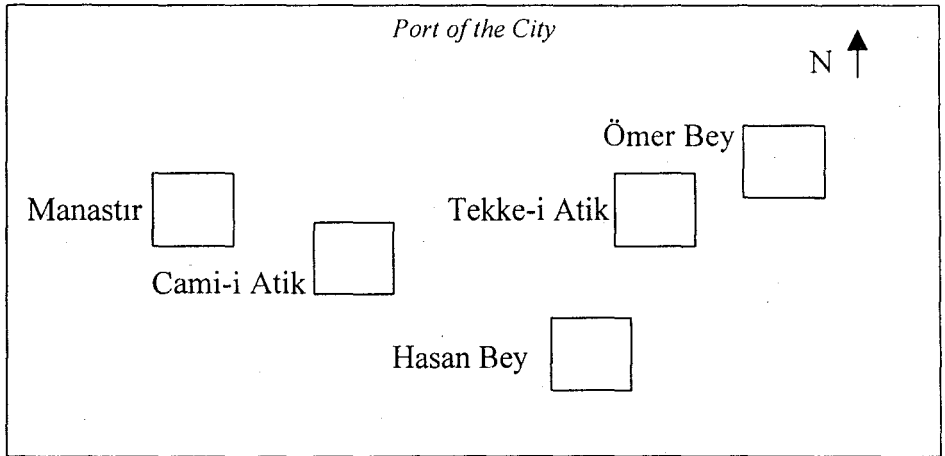 Port of the City
N
Ömer Bey
Manastır
Tekke-i Atik
Cami-i Atik
Hasan Bey